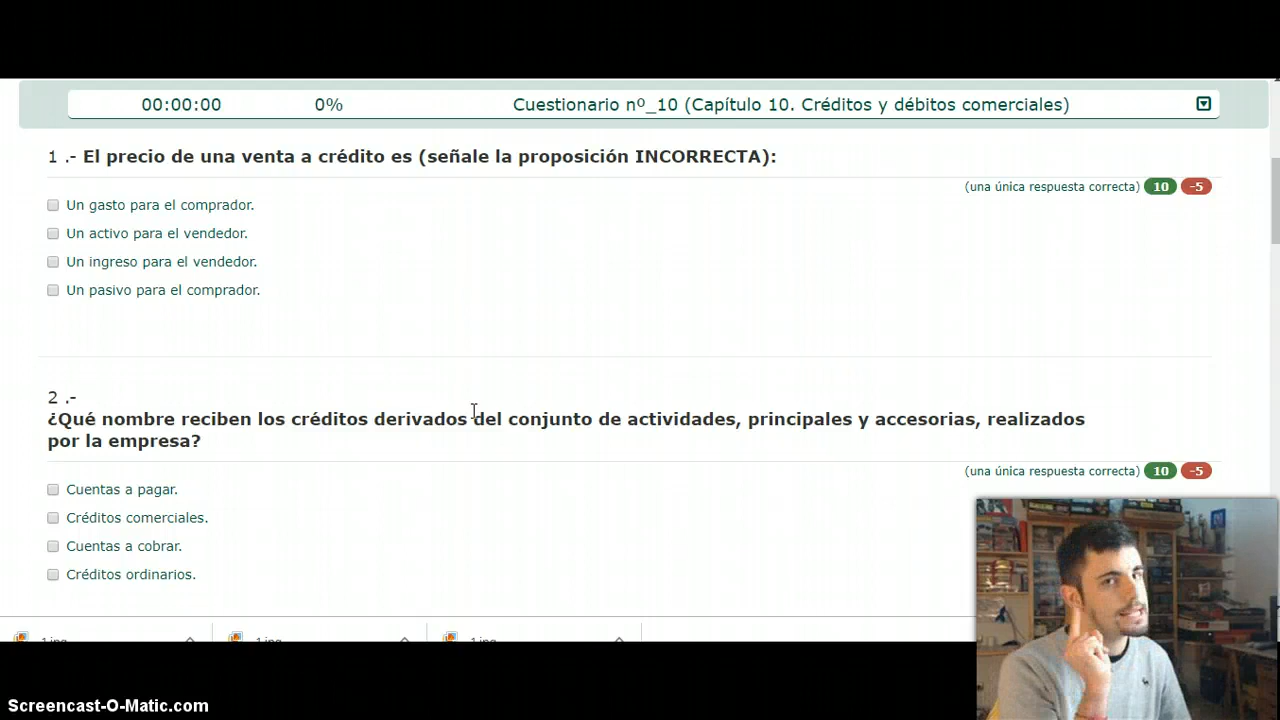 00:00:00 0% Cuestionario nº_10 (Capítulo 10. Créditos y débitos comerciales)
1 .- El precio de una venta a crédito es (señale la proposición INCORRECTA):
(una única respuesta correcta) 10 -5
Un gasto para el comprador.
Un activo para el vendedor.
Un ingreso para el vendedor.
Un pasivo para el comprador.
2 .-
¿Qué nombre reciben los créditos derivados del conjunto de actividades, principales y accesorias, realizados
por la empresa?
(una única respuesta correcta) 10 -5
Cuentas a pagar.
Créditos comerciales.
Cuentas a cobrar.
Créditos ordinarios.
Screencast-O-Matic.com